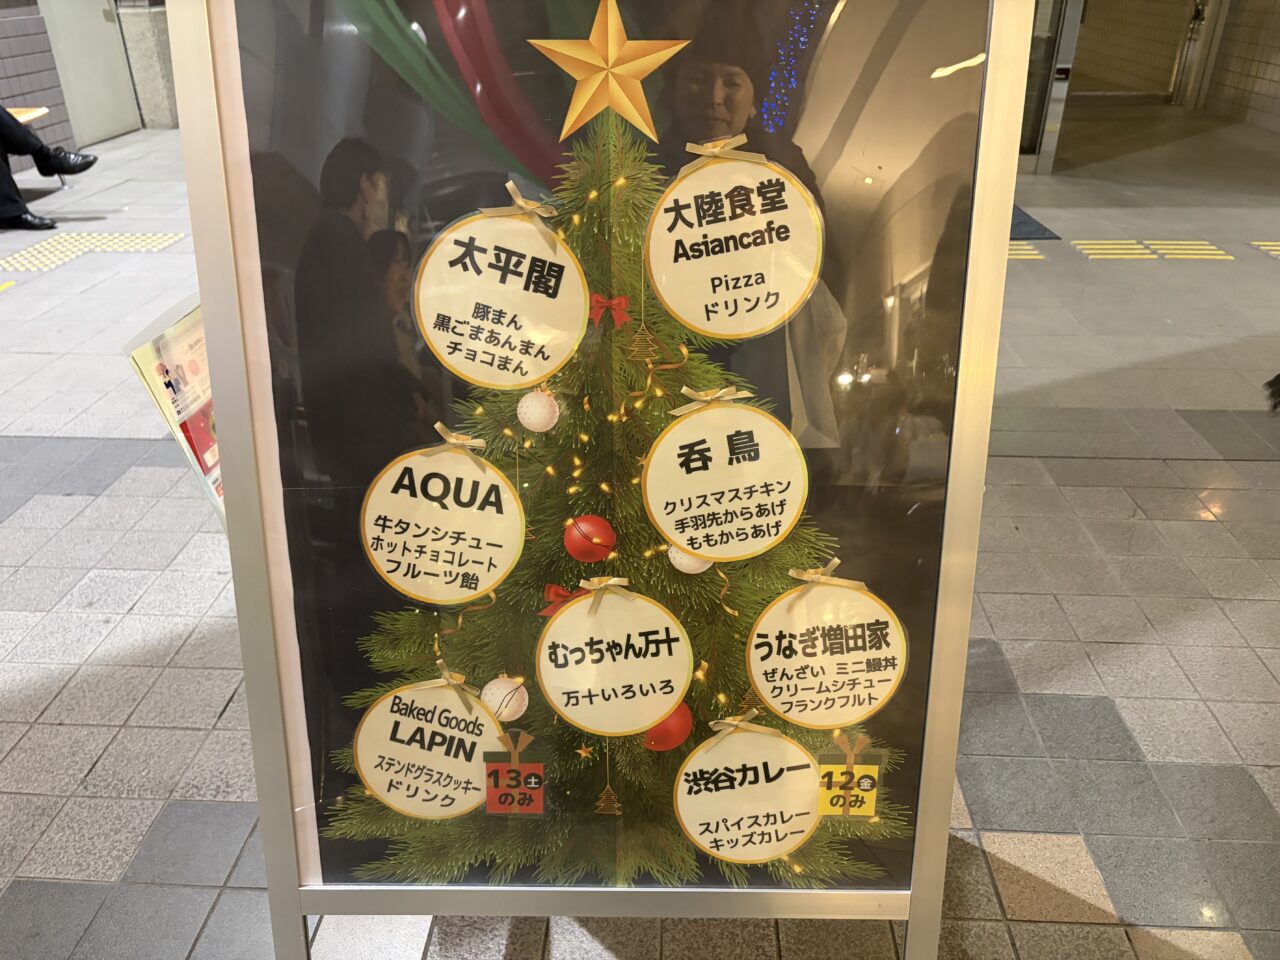 大陸食堂
Asiancafe
Pizza
ドリンク
太平閣
豚まん
黒ごまあんまん
チョコまん
呑鳥
クリスマスチキン
手羽先からあげ
ももからあげ
AQUA
牛タンシチュー
ホットチョコレート
フルーツ飴
むっちゃん万十
万十いろいろ
うなぎ増田家
ぜんざい ミニ鰻丼
クリームシチュー
フランクフルト
Baked Goods
LAPIN
ステンドグラスクッキー
ドリンク
13土
のみ
渋谷カレー
スパイスカレー
キッズカレー
12金
のみ